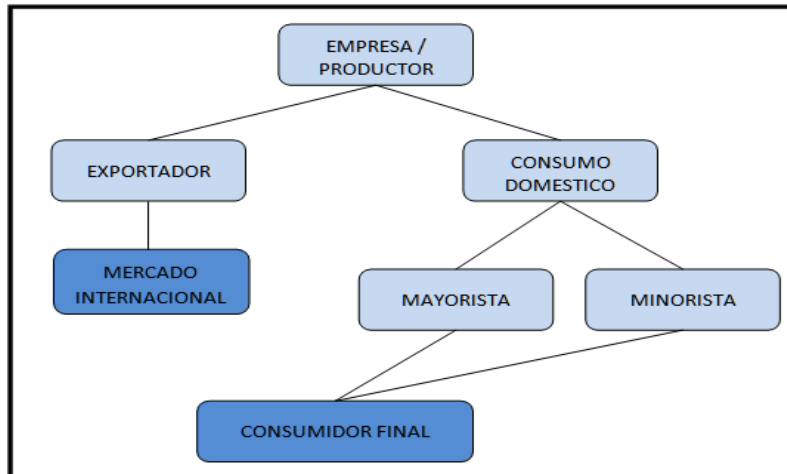 EMPRESA /
PRODUCTOR
EXPORTADOR
CONSUMO
DOMESTICO
MERCADO
INTERNACIONAL
MAYORISTA
MINORISTA
CONSUMIDOR FINAL